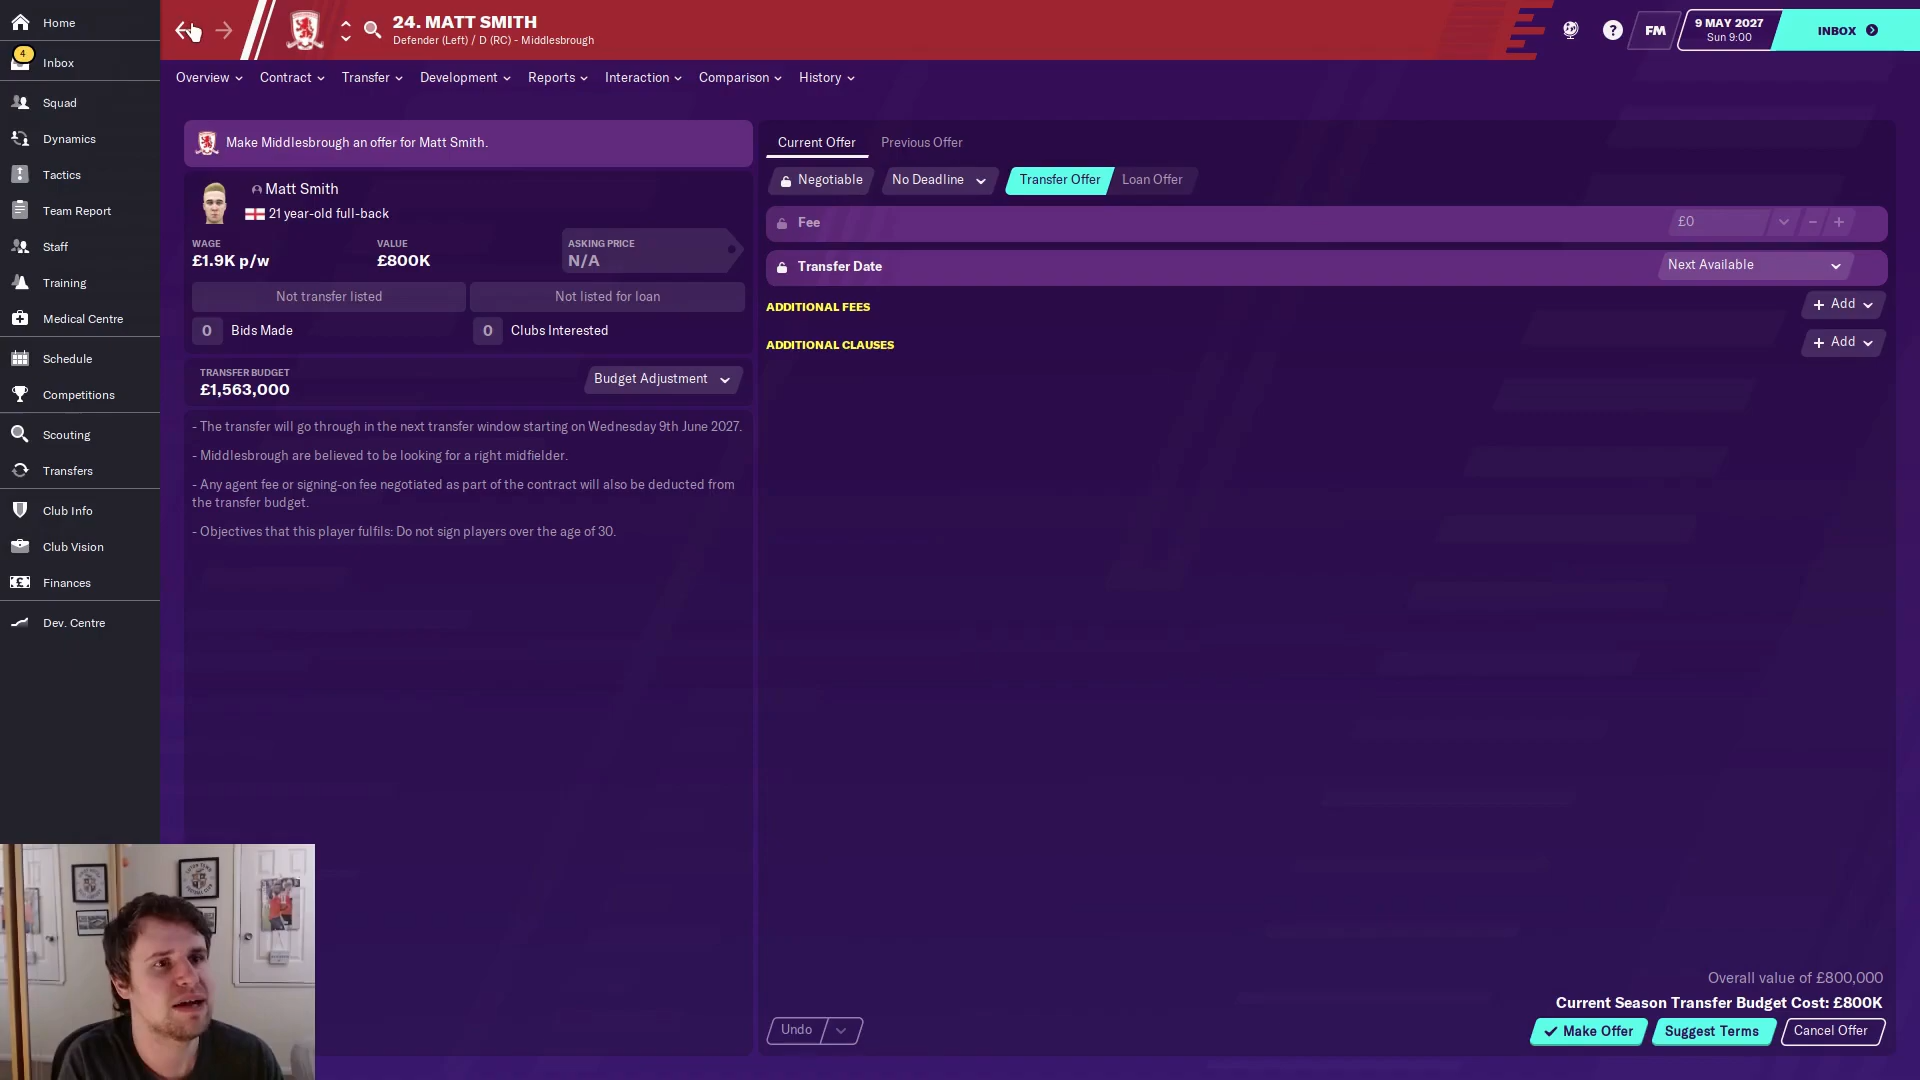 Home
4
Inbox
Squad
Dynamics
Tactics
Team Report
Staff
Training
Medical Centre
Schedule
Competitions
Scouting
Transfers
Club Info
Club Vision
Finances
Dev. Centre
24. MATT SMITH
Defender (Left) / D (RC) - Middlesbrough
?
FM
9 MAY 2027
Sun 9:00
INBOX
Overview
Contract
Transfer
Development
Reports
Interaction
Comparison
History
Make Middlesbrough an offer for Matt Smith.
Matt Smith
21 year-old full-back
WAGE
£1.9K p/w
VALUE
£800K
ASKING PRICE
N/A
Not transfer listed
Not listed for loan
0 Bids Made
0 Clubs Interested
TRANSFER BUDGET
£1,563,000
Budget Adjustment
- The transfer will go through in the next transfer window starting on Wednesday 9th June 2027.
- Middlesbrough are believed to be looking for a right midfielder.
- Any agent fee or signing-on fee negotiated as part of the contract will also be deducted from
the transfer budget.
- Objectives that this player fulfils: Do not sign players over the age of 30.
Current Offer
Previous Offer
Negotiable
No Deadline
Transfer Offer
Loan Offer
Fee
£0
Transfer Date
Next Available
ADDITIONAL FEES
+ Add
ADDITIONAL CLAUSES
+ Add
Overall value of £800,000
Current Season Transfer Budget Cost: £800K
Undo
Make Offer
Suggest Terms
Cancel Offer